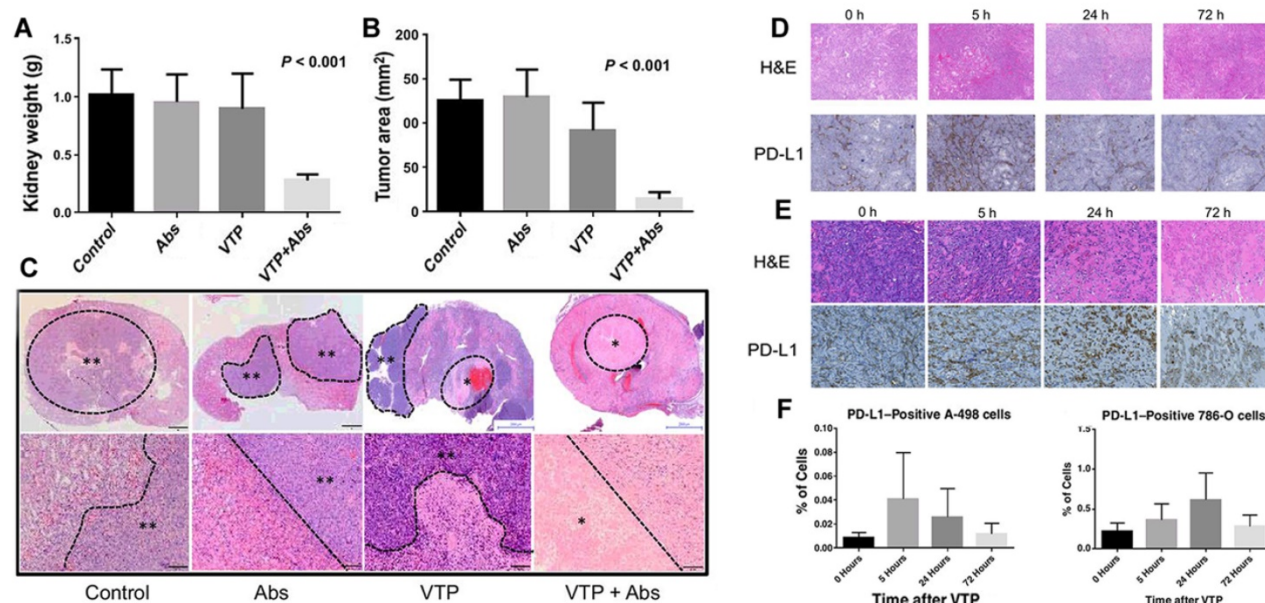 A
Kidney weight (g)
1.5
1.0
0.5
0.0
P < 0.001
Control
Abs
VTP
VTP+Abs
B
Tumor area (mm²)
50
00
50
0
P < 0.001
Control
Abs
VTP
VTP+Abs
C
**
** **
** *
*
**
**
**
*
Control Abs VTP VTP + Abs
D
0 h 5 h 24 h 72 h
H&E
PD-L1
E
0 h 5 h 24 h 72 h
H&E
PD-L1
F
PD-L1–Positive A-498 cells
% of Cells
0.10
0.08
0.06
0.04
0.02
0.00
0 Hours
5 Hours
24 Hours
72 Hours
Time after VTP
PD-L1–Positive 786-O cells
% of Cells
1.5
1.0
0.5
0.0
0 Hours
5 Hours
24 Hours
72 Hours
Time after VTP